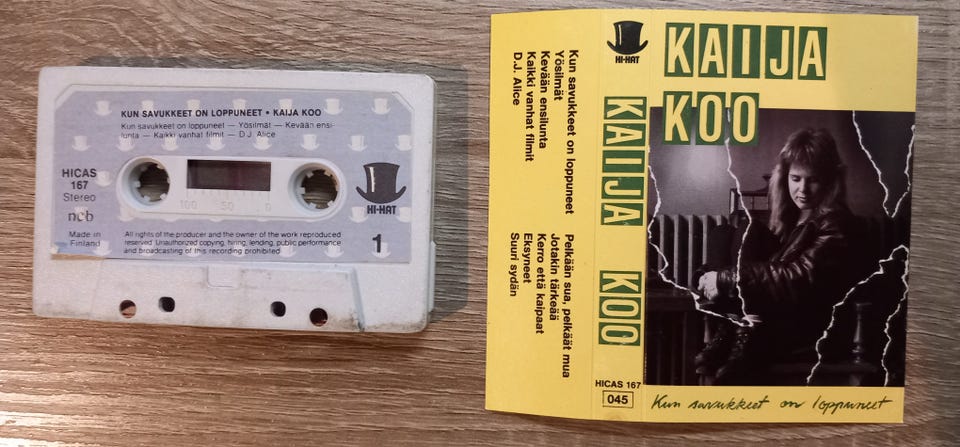 KUN SAVUKKEET ON LOPPUNEET • KAIJA KOO
Kun savukkeet on loppuneet — Yösilmät — Kevään ensi-
lunta — Kaikki vanhat filmit — D.J. Alice
HICAS
167
Stereo
ncb
Made in
Finland
100 50 0
HI-HAT
1
All rights of the producer and the owner of the work reproduced
reserved. Unauthorized copying, hiring, lending, public performance
and broadcasting of this recording prohibited
Kun savukkeet on loppuneet
Yösilmät
Kevään ensilunta
Kaikki vanhat filmit
D.J. Alice
Pelkään sua, pelkäät mua
Jotakin tärkeää
Kerro että kaipaat
Eksyneet
Suuri sydän
HI-HAT
KAIJA KOO
HICAS 167
045
KAIJA
KOO
Kun savukkeet on loppuneet